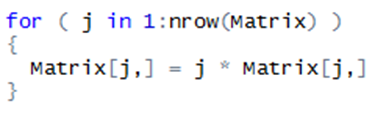 for ( j in 1:nrow(Matrix) )
{
  Matrix[j,] = j * Matrix[j,]
}